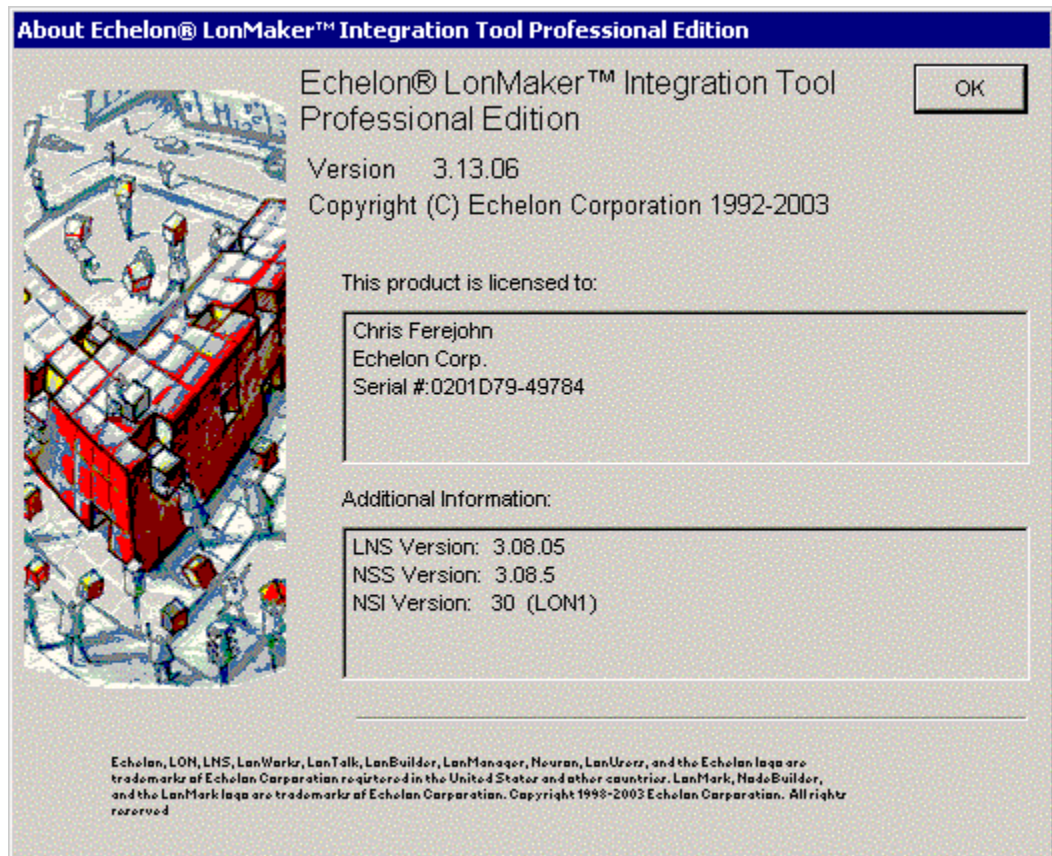 About Echelon® LonMaker™ Integration Tool Professional Edition
Echelon® LonMaker™ Integration Tool
Professional Edition
OK
Version 3.13.06
Copyright (C) Echelon Corporation 1992-2003
This product is licensed to:
Chris Ferejohn
Echelon Corp.
Serial #:0201D79-49784
Additional Information:
LNS Version: 3.08.05
NSS Version: 3.08.5
NSI Version: 30 (LON1)
Echelon, LON, LNS, LonWorks, LonTalk, LonBuilder, LonManager, Neuron, LonUsers, and the Echelon logo are
trademarks of Echelon Corporation registered in the United States and other countries. LonMark, NodeBuilder,
and the LonMark logo are trademarks of Echelon Corporation. Copyright 1998-2003 Echelon Corporation. All rights
reserved